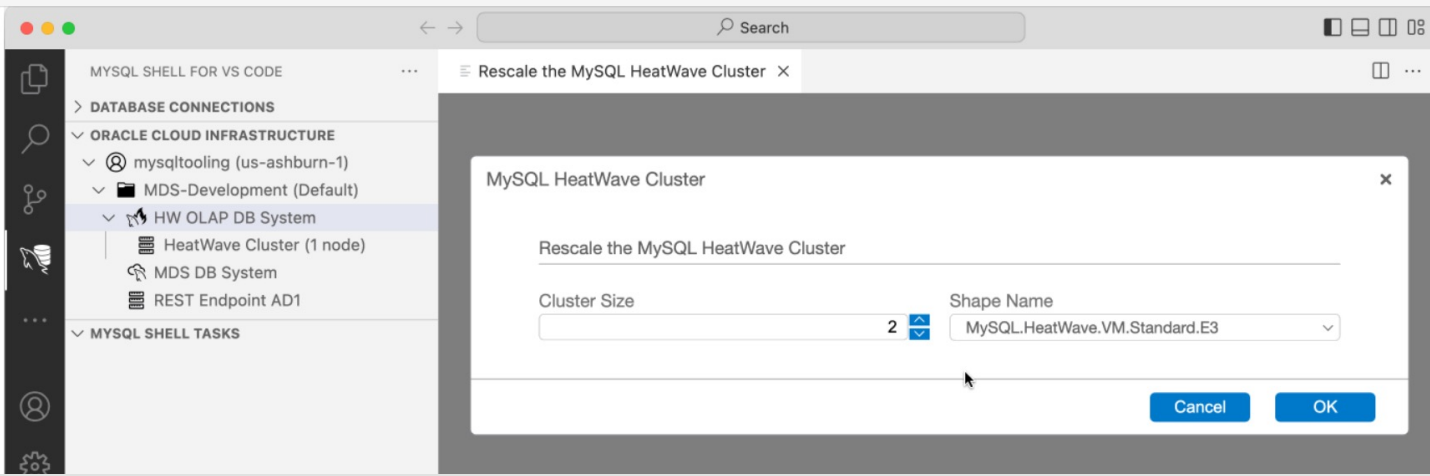 Search
MYSQL SHELL FOR VS CODE
Rescale the MySQL HeatWave Cluster
DATABASE CONNECTIONS
ORACLE CLOUD INFRASTRUCTURE
mysqltooling (us-ashburn-1)
MDS-Development (Default)
HW OLAP DB System
HeatWave Cluster (1 node)
MDS DB System
REST Endpoint AD1
MYSQL SHELL TASKS
MySQL HeatWave Cluster
Rescale the MySQL HeatWave Cluster
Cluster Size
Shape Name
2
MySQL.HeatWave.VM.Standard.E3
Cancel
OK